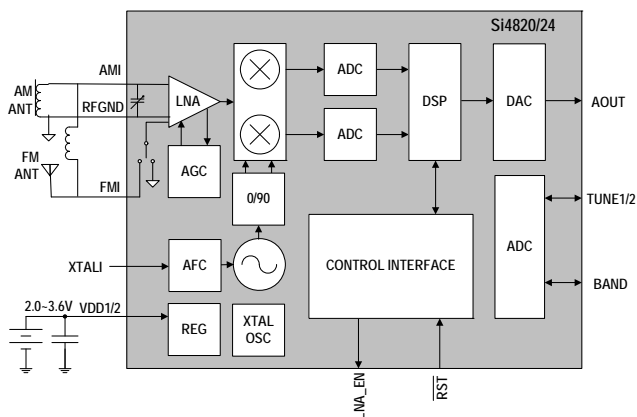 Si4820/24
AMI
AM
ANT
RFGND
LNA
ADC
DSP
DAC
AOUT
ADC
AGC
FM
ANT
FMI
0/90
TUNE1/2
ADC
BAND
CONTROL INTERFACE
XTALI
AFC
2.0~3.6V
VDD1/2
REG
XTAL
OSC
NA_EN
RST